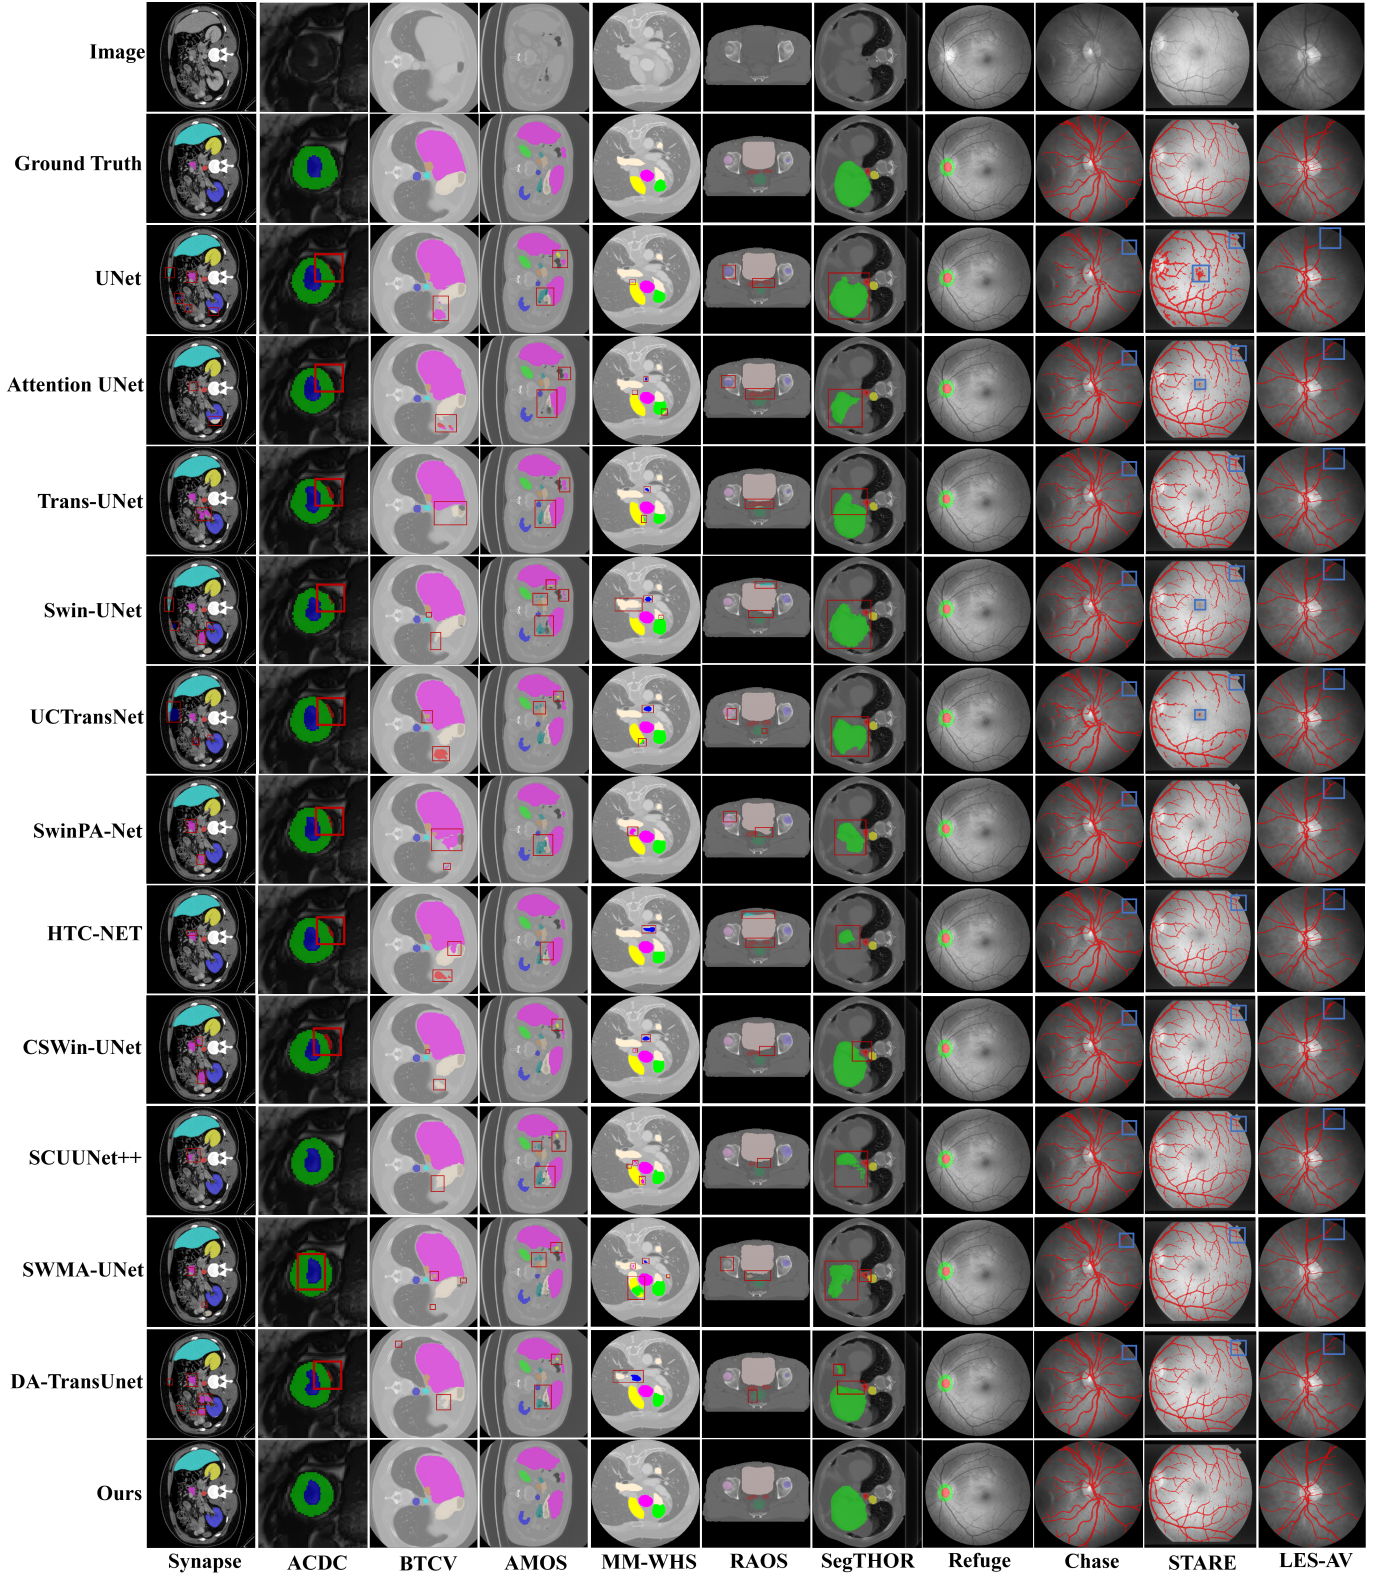 Image
Ground Truth
UNet
Attention UNet
Trans-UNet
Swin-UNet
UCTransNet
SwinPA-Net
HTC-NET
CSWin-UNet
SCUUNet++
SWMA-UNet
DA-TransUnet
Ours
Synapse ACDC BTCV AMOS MM-WHS RAOS SegTHOR Refuge Chase STARE LES-AV